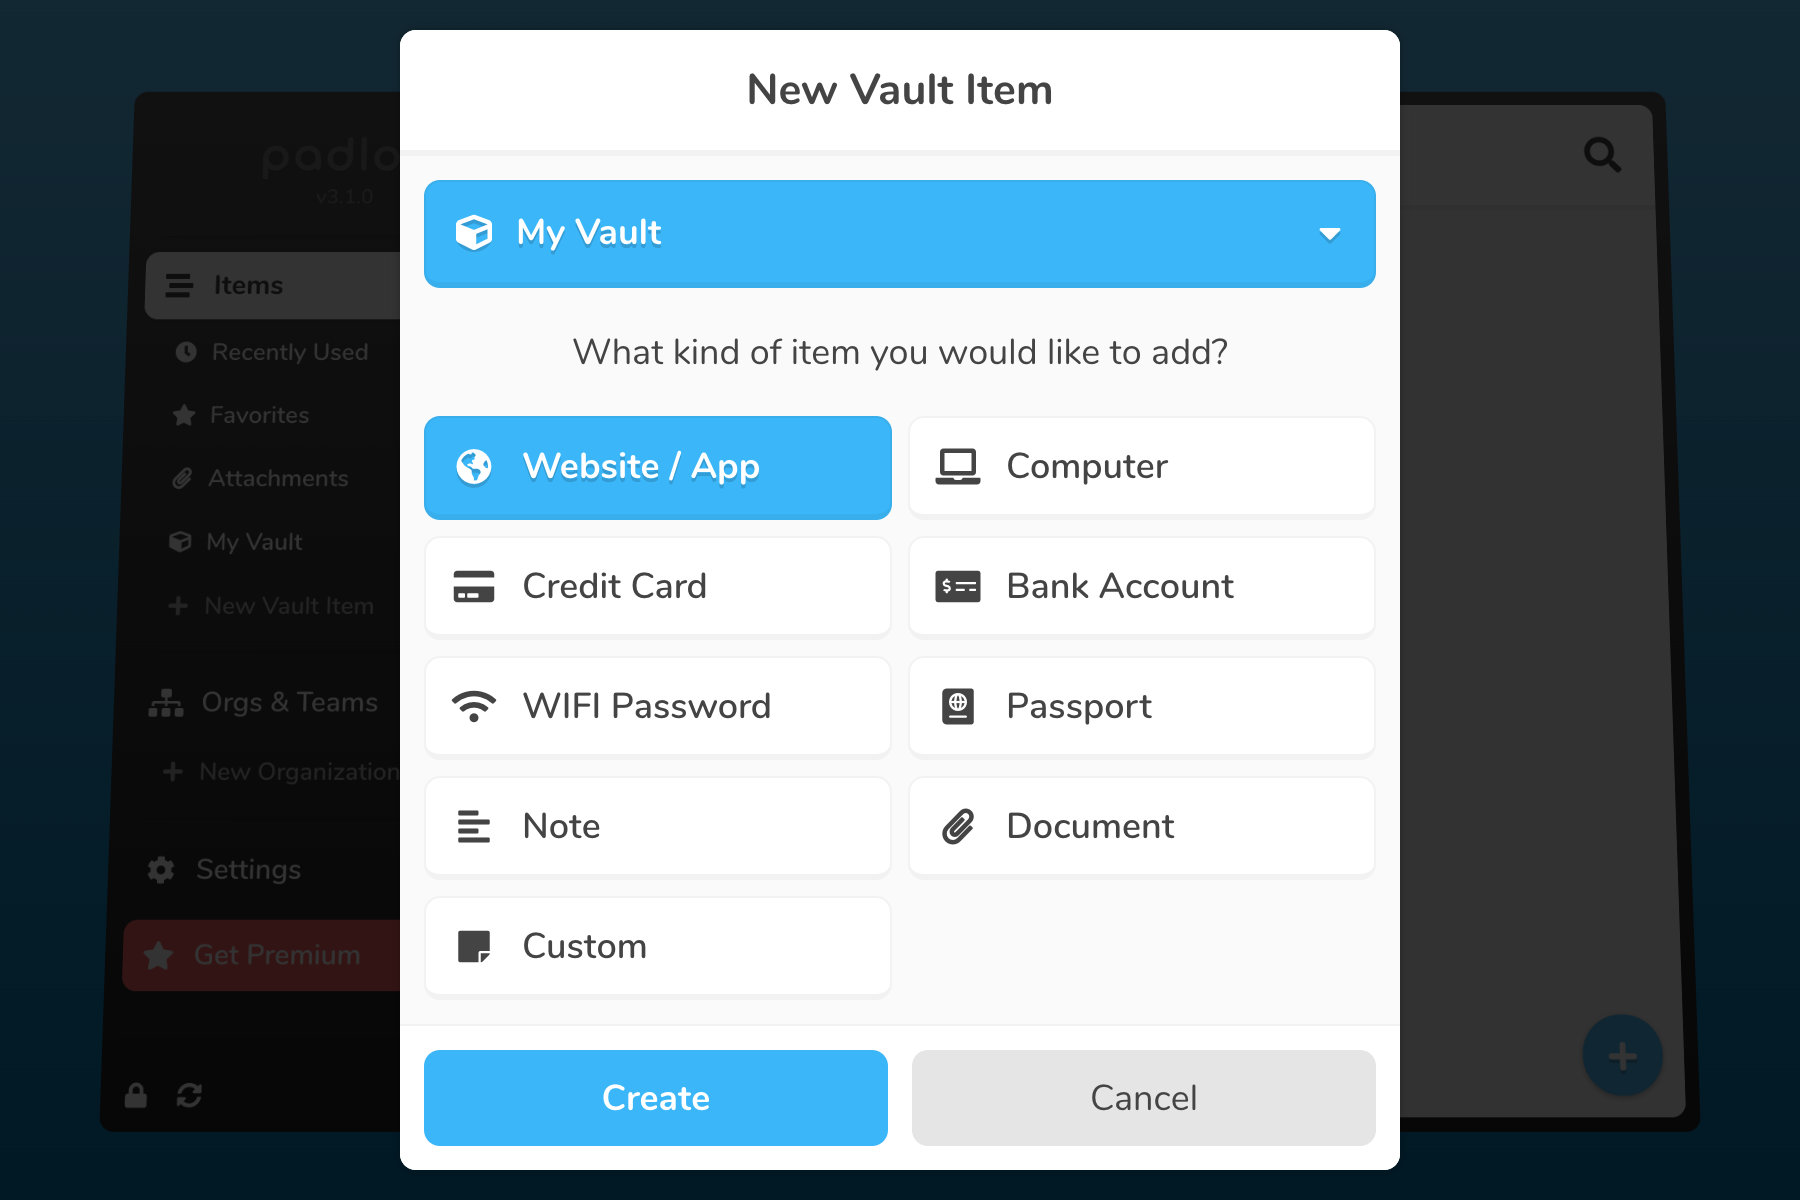 New Vault Item
My Vault
What kind of item you would like to add?
Website / App
Computer
Credit Card
Bank Account
WIFI Password
Passport
Note
Document
Custom
Create
Cancel
padlo
v3.1.0
Items
Recently Used
Favorites
Attachments
My Vault
New Vault Item
Orgs & Teams
New Organization
Settings
Get Premium